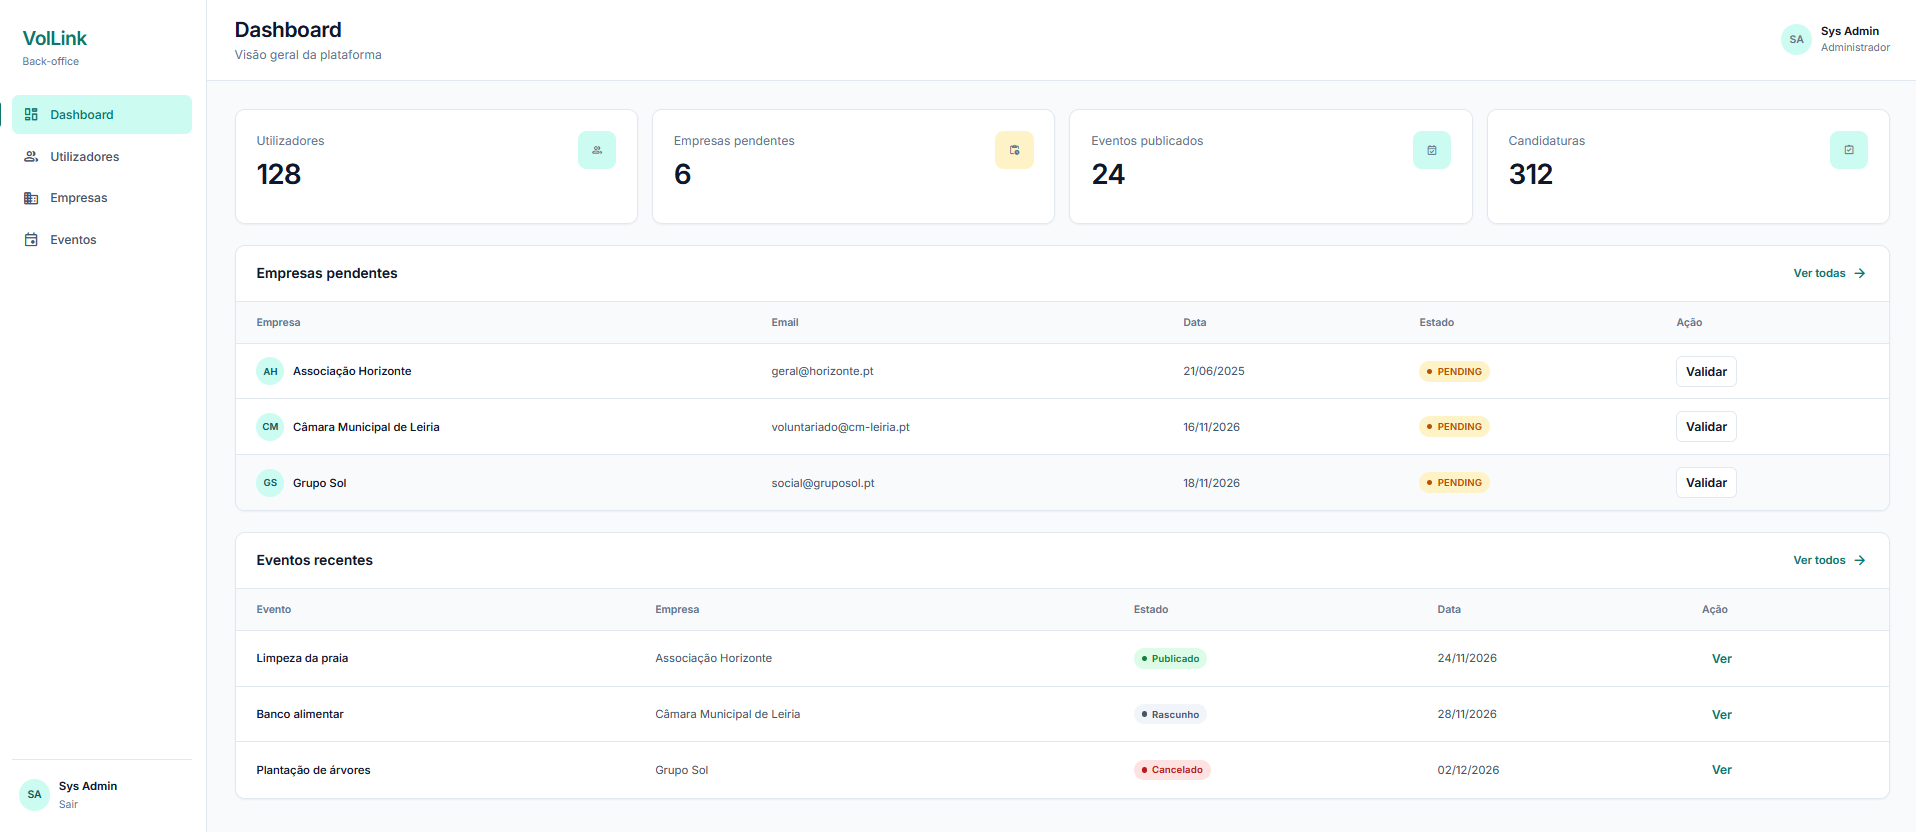 VolLink
Back-office
Dashboard
Utilizadores
Empresas
Eventos
SA
Sys Admin
Sair
Dashboard
Visão geral da plataforma
SA
Sys Admin
Administrador
Utilizadores
128
Empresas pendentes
6
Eventos publicados
24
Candidaturas
312
Empresas pendentes
Ver todas →
Empresa Email Data Estado Ação
AH Associação Horizonte geral@horizonte.pt 21/06/2025 PENDING Validar
CM Câmara Municipal de Leiria voluntariado@cm-leiria.pt 16/11/2026 PENDING Validar
GS Grupo Sol social@gruposol.pt 18/11/2026 PENDING Validar
Eventos recentes
Ver todos →
Evento Empresa Estado Data Ação
Limpeza da praia Associação Horizonte Publicado 24/11/2026 Ver
Banco alimentar Câmara Municipal de Leiria Rascunho 28/11/2026 Ver
Plantação de árvores Grupo Sol Cancelado 02/12/2026 Ver